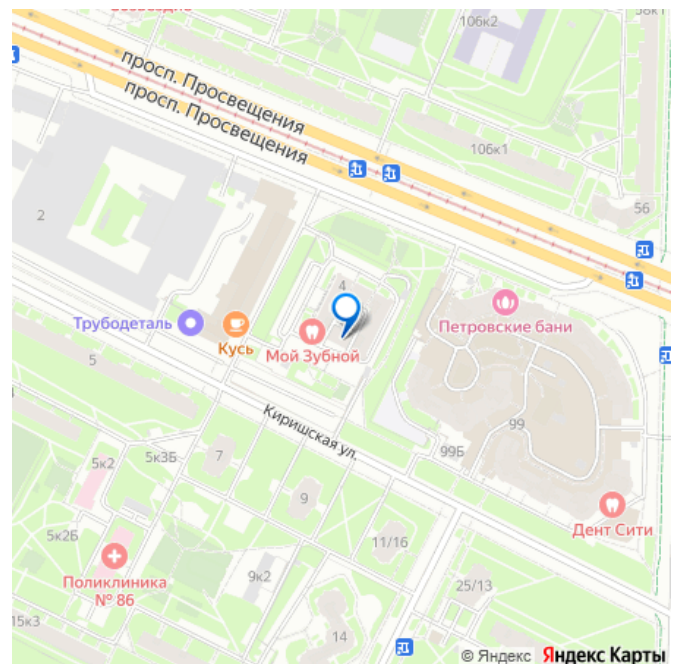 106к2
просп. Просвещения
просп. Просвещения
106к1
56
2
4
Трубодеталь
Кусь
Мой Зубной
Петровские бани
5
Киришская ул.
99
99Б
5к2
5к3Б
7
9
Дент Сити
5к2Б
11/16
Поликлиника
№ 86
9к2
25/13
15к3
14
© Яндекс Яндекс Карты